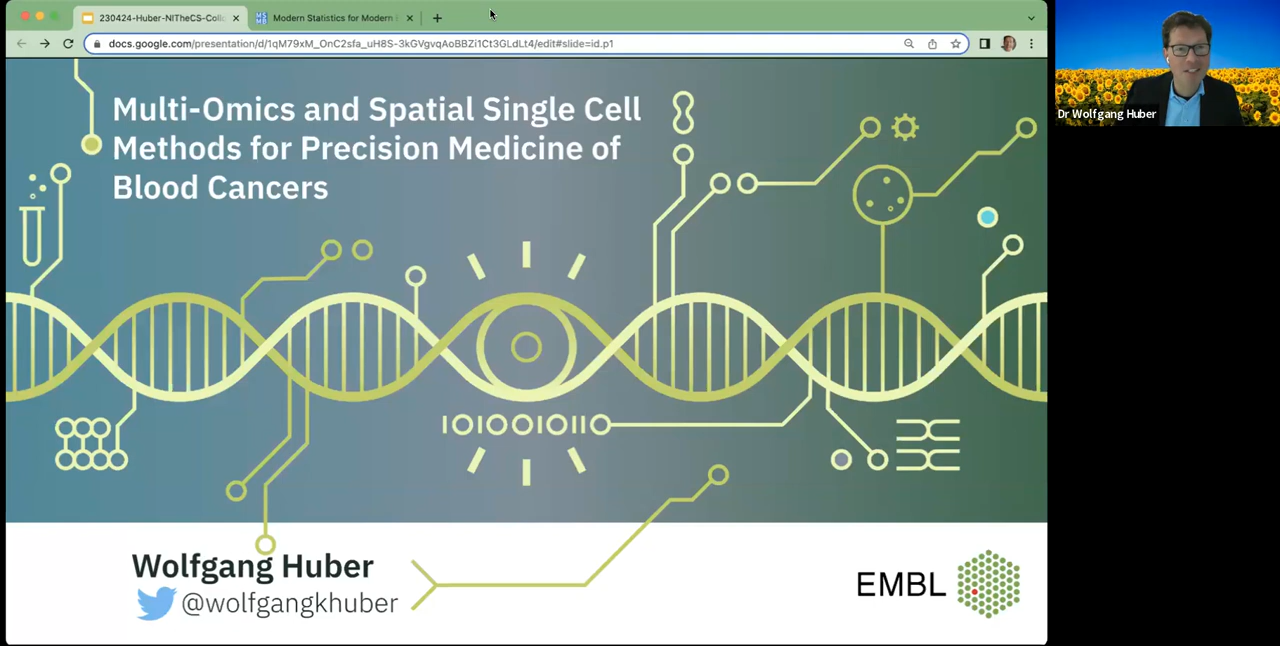 230424-Huber-NITheCS-Coll
Modern Statistics for Modern
docs.google.com/presentation/d/1qM79xM_OnC2sfa_uH8S-3kGVgvqAoBBZi1Ct3GLdLt4/edit#slide=id.p1
Dr Wolfgang Huber
Multi-Omics and Spatial Single Cell
Methods for Precision Medicine of
Blood Cancers
IOIOOIOIIO
Wolfgang Huber
@wolfgangkhuber
EMBL